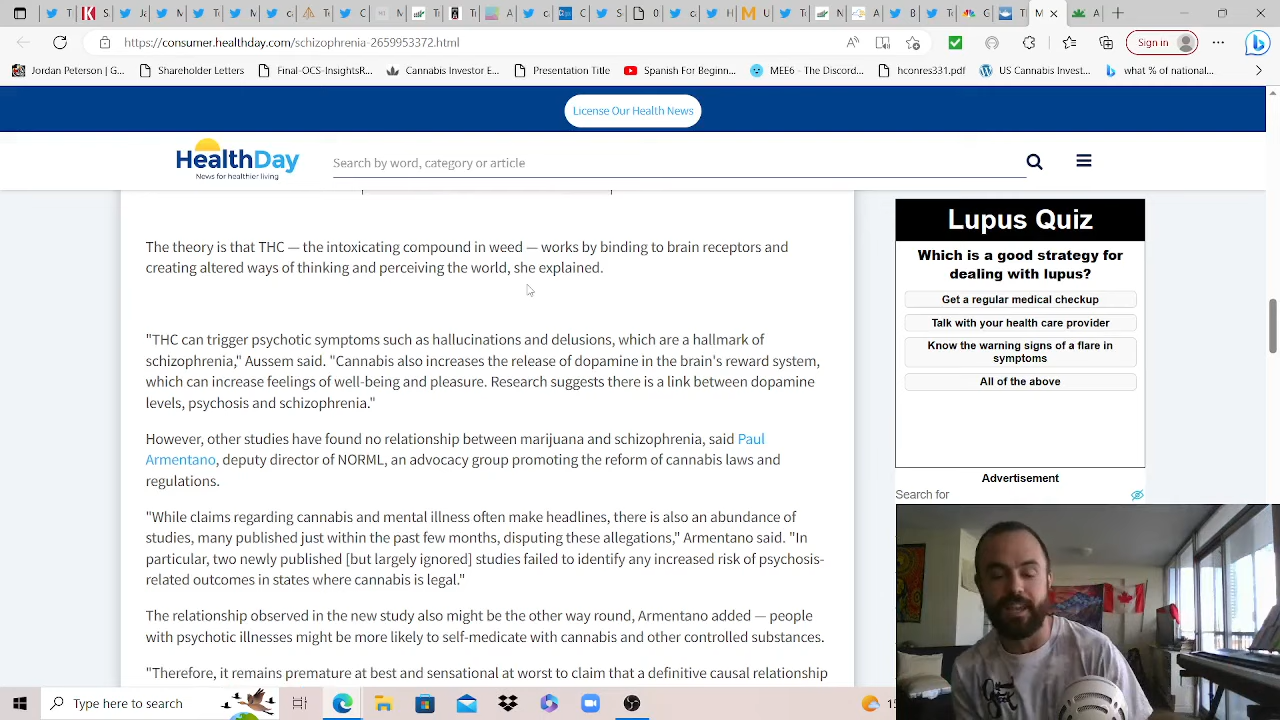 https://consumer.healthday.com/schizophrenia-2659953372.html
Sign in
Jordan Peterson | G...
Shareholder Letters
Final-OCS-InsightsR...
Cannabis Investor E...
Presentation Title
Spanish For Beginn...
MEE6 - The Discord...
hconres331.pdf
US Cannabis Invest...
what % of national...
License Our Health News
HealthDay
News for healthier living
Search by word, category or article
The theory is that THC — the intoxicating compound in weed — works by binding to brain receptors and
creating altered ways of thinking and perceiving the world, she explained.
"THC can trigger psychotic symptoms such as hallucinations and delusions, which are a hallmark of
schizophrenia," Aussem said. "Cannabis also increases the release of dopamine in the brain's reward system,
which can increase feelings of well-being and pleasure. Research suggests there is a link between dopamine
levels, psychosis and schizophrenia."
However, other studies have found no relationship between marijuana and schizophrenia, said Paul
Armentano, deputy director of NORML, an advocacy group promoting the reform of cannabis laws and
regulations.
"While claims regarding cannabis and mental illness often make headlines, there is also an abundance of
studies, many published just within the past few months, disputing these allegations," Armentano said. "In
particular, two newly published [but largely ignored] studies failed to identify any increased risk of psychosis-
related outcomes in states where cannabis is legal."
The relationship observed in the new study also might be the other way round, Armentano added — people
with psychotic illnesses might be more likely to self-medicate with cannabis and other controlled substances.
"Therefore, it remains premature at best and sensational at worst to claim that a definitive causal relationship
Lupus Quiz
Which is a good strategy for
dealing with lupus?
Get a regular medical checkup
Talk with your health care provider
Know the warning signs of a flare in
symptoms
All of the above
Advertisement
Search for
Type here to search